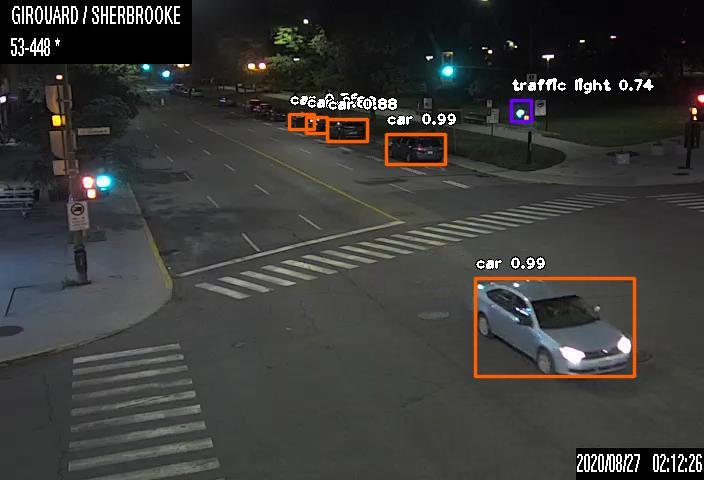 GIROUARD / SHERBROOKE
53-448 *
traffic light 0.74
car 0.88
car 0.99
car 0.99
2020/08/27 02:12:26